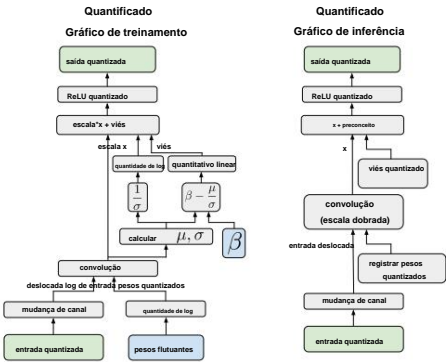 Quantificado
Gráfico de treinamento
saída quantizada
ReLU quantizado
escala*x + viés
escala x
viés
quantidade de log
quantitativo linear
1/σ
β − μ/σ
calcular μ, σ
β
convolução
deslocada log de entrada pesos quantizados
mudança de canal
quantidade de log
entrada quantizada
pesos flutuantes
Quantificado
Gráfico de inferência
saída quantizada
ReLU quantizado
x + preconceito
x
viés quantizado
convolução
(escala dobrada)
entrada deslocada
registrar pesos
quantizados
mudança de canal
entrada quantizada